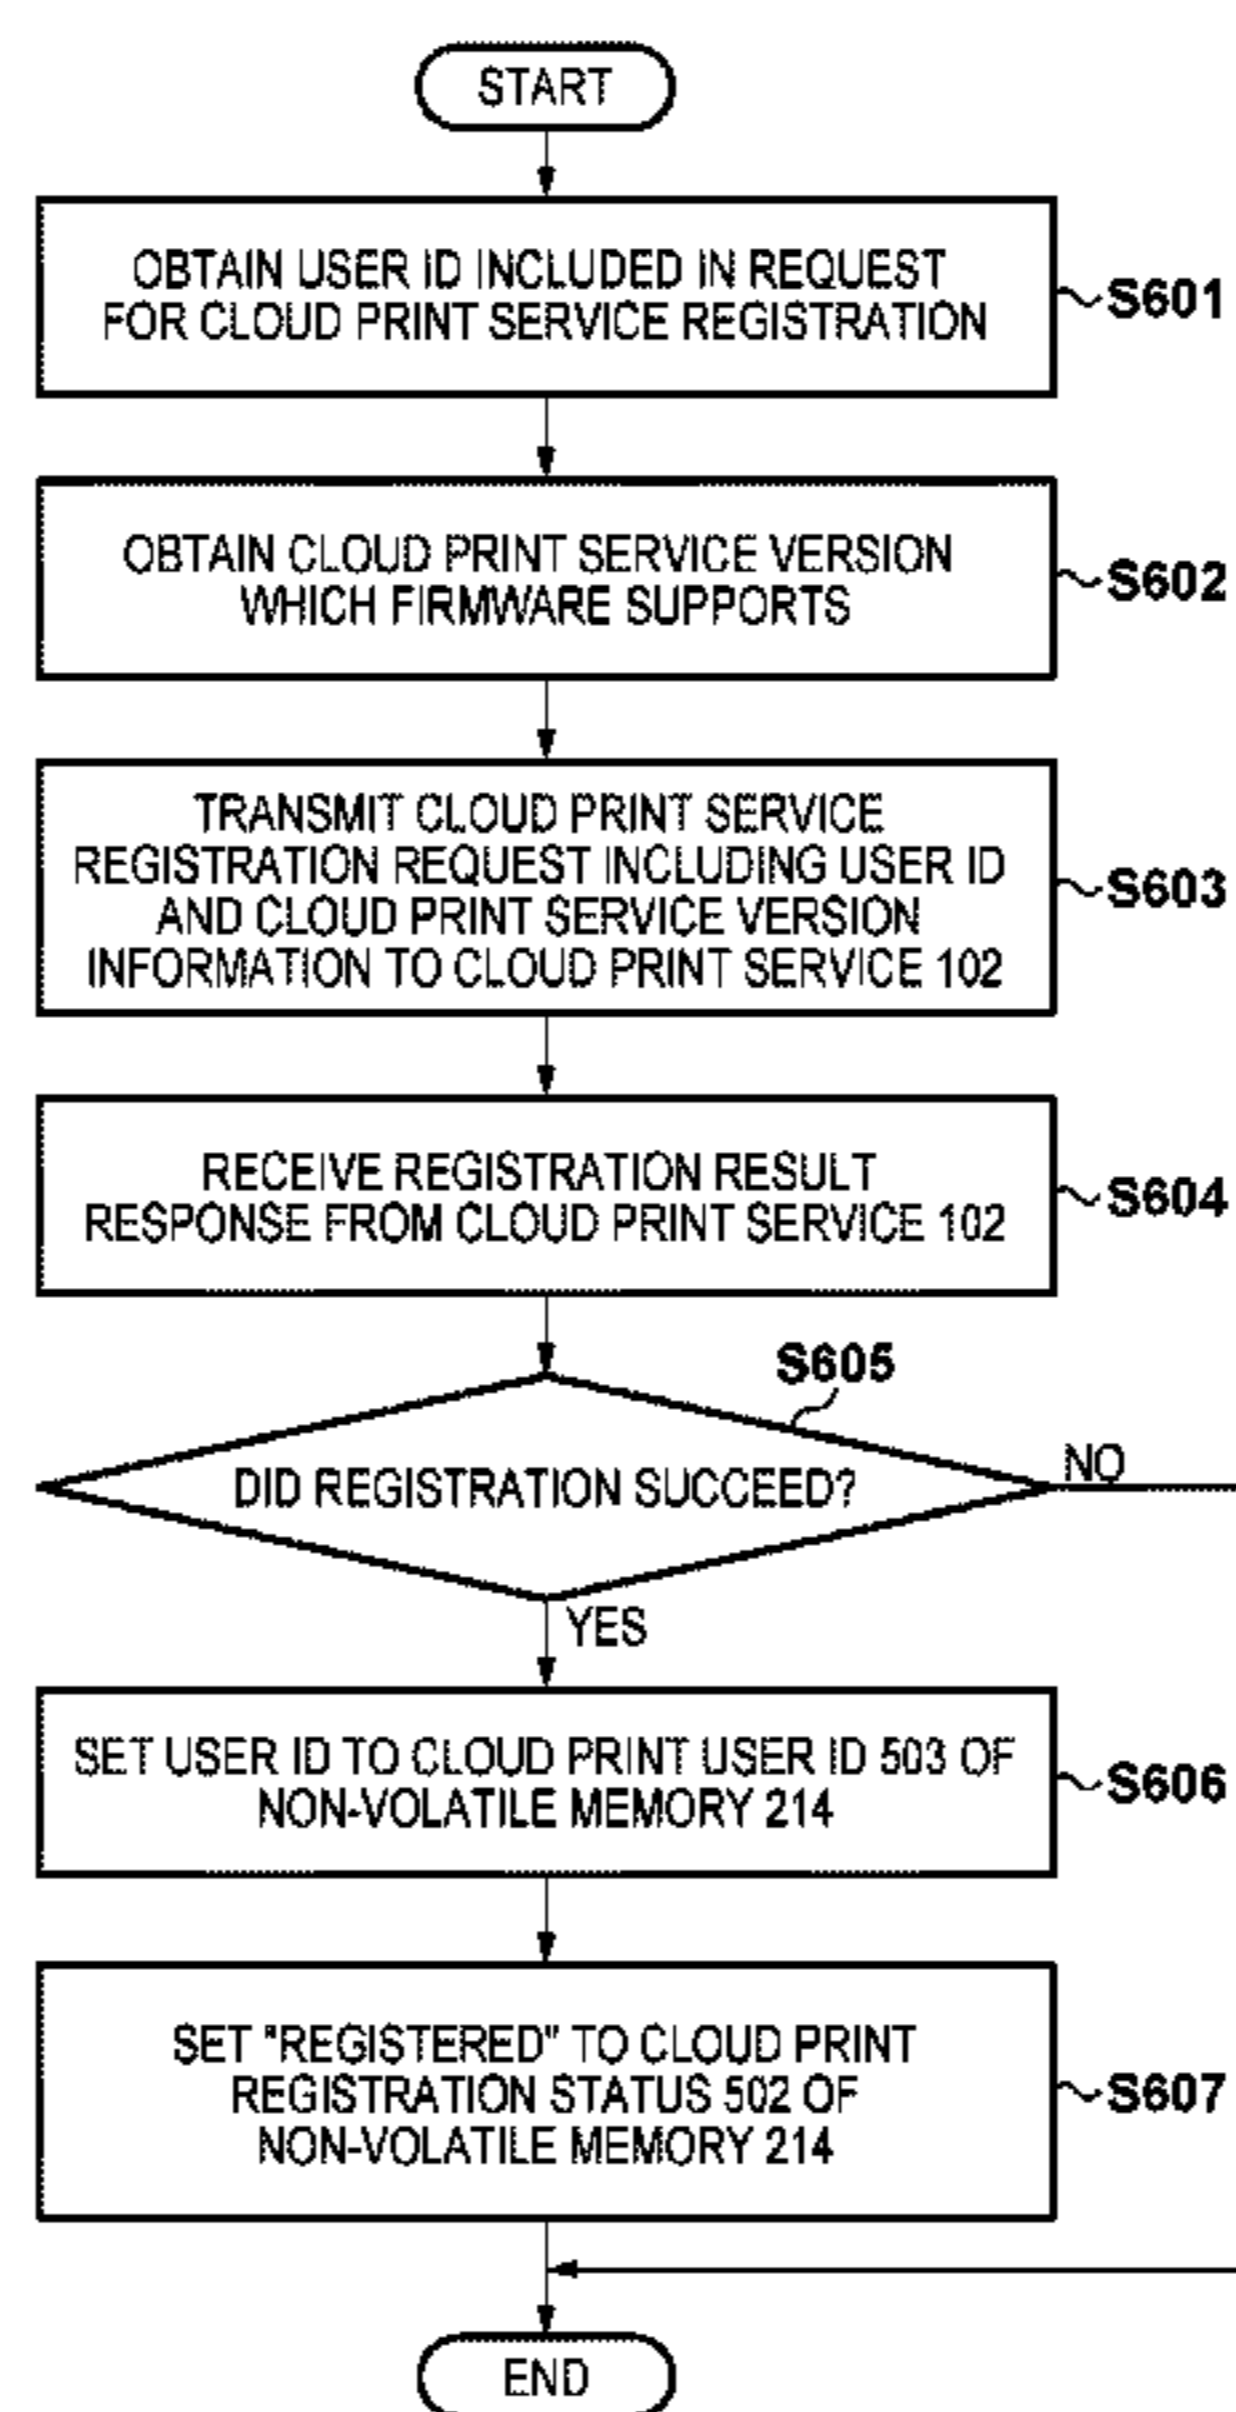 START
OBTAIN USER ID INCLUDED IN REQUEST
FOR CLOUD PRINT SERVICE REGISTRATION
S601
OBTAIN CLOUD PRINT SERVICE VERSION
WHICH FIRMWARE SUPPORTS
S602
TRANSMIT CLOUD PRINT SERVICE
REGISTRATION REQUEST INCLUDING USER ID
AND CLOUD PRINT SERVICE VERSION
INFORMATION TO CLOUD PRINT SERVICE 102
S603
RECEIVE REGISTRATION RESULT
RESPONSE FROM CLOUD PRINT SERVICE 102
S604
S605
DID REGISTRATION SUCCEED?
NO
YES
SET USER ID TO CLOUD PRINT USER ID 503 OF
NON-VOLATILE MEMORY 214
S606
SET "REGISTERED" TO CLOUD PRINT
REGISTRATION STATUS 502 OF
NON-VOLATILE MEMORY 214
S607
END